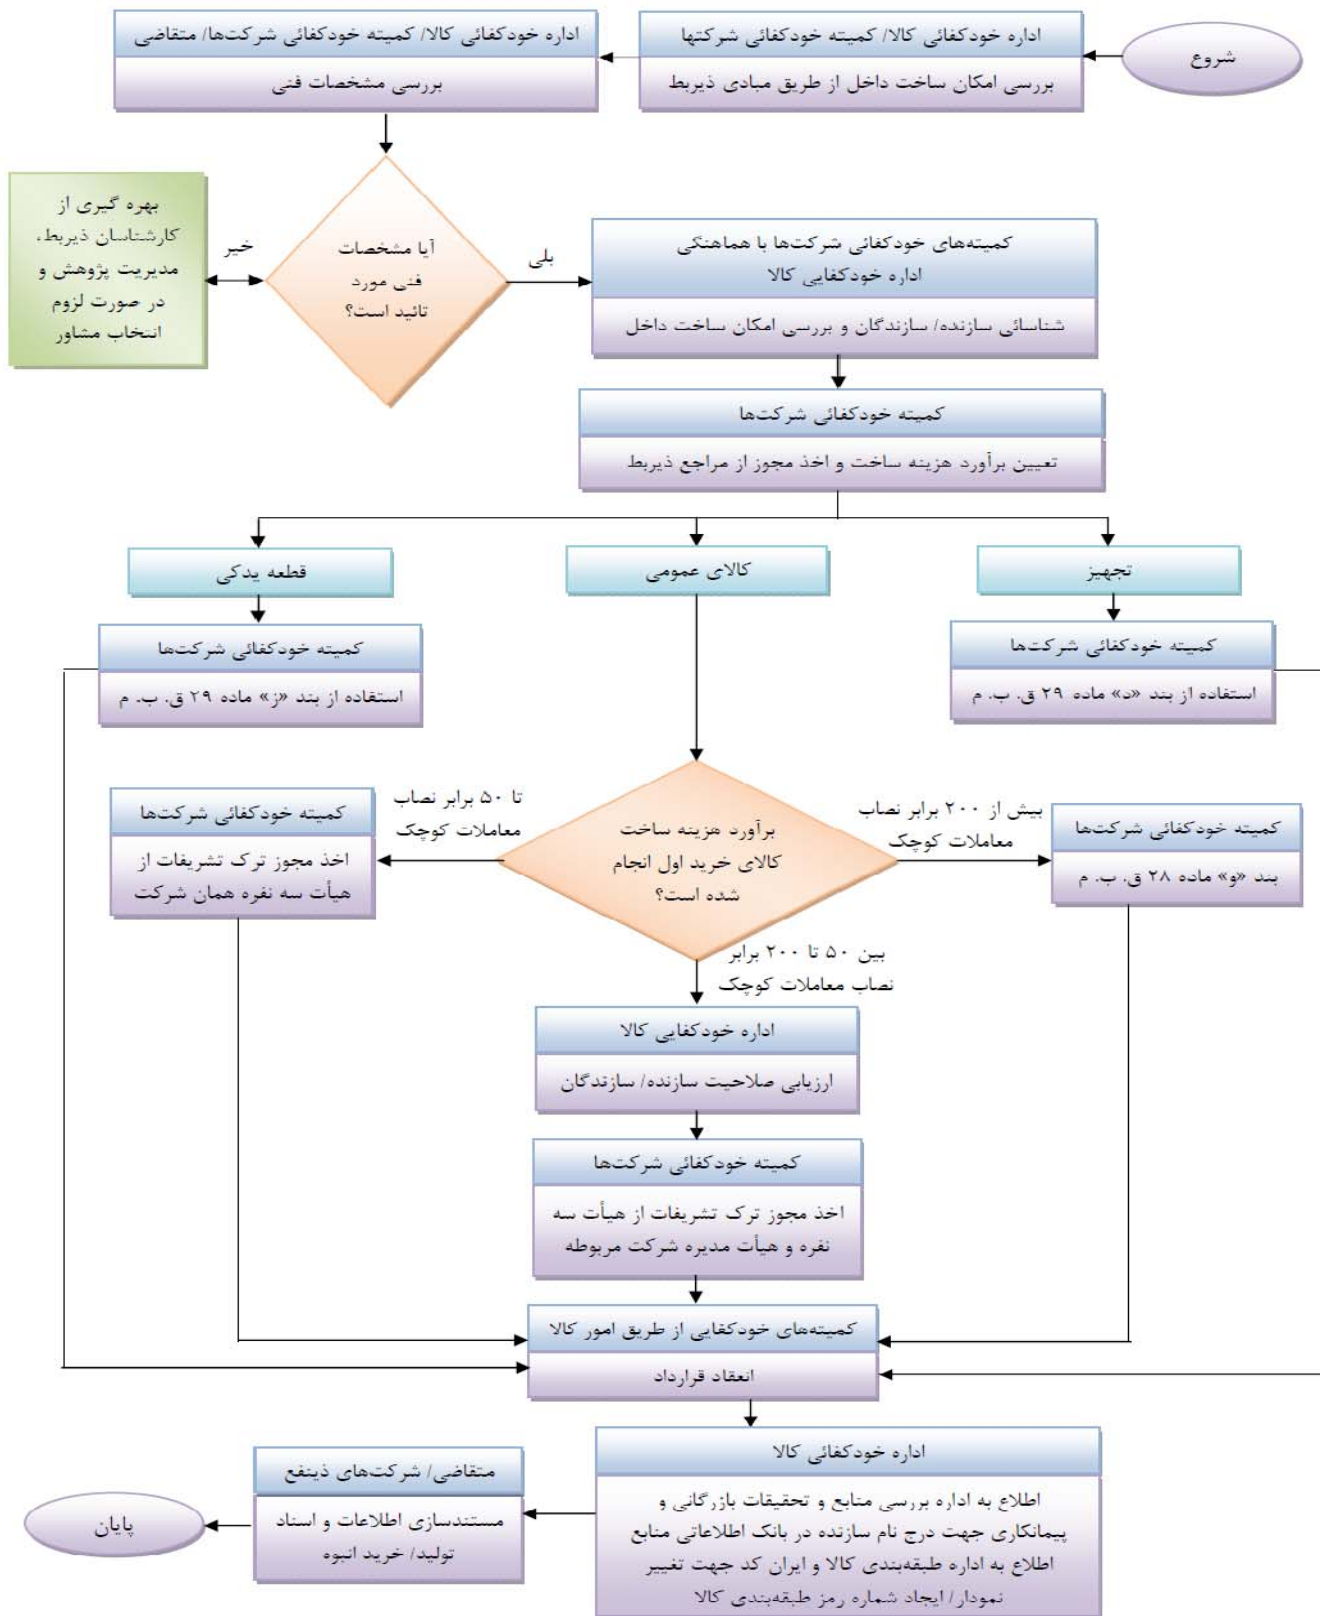 شروع
اداره خودکفائی کالا/ کمیته خودکفائی شرکتها
بررسی امکان ساخت داخل از طریق مبادی ذیربط
اداره خودکفائی کالا/ کمیته خودکفائی شرکت‌ها/ متقاضی
بررسی مشخصات فنی
آیا مشخصات
فنی مورد
تائید است؟
خیر
بهره گیری از
کارشناسان ذیربط،
مدیریت پژوهش و
در صورت لزوم
انتخاب مشاور
بلی
کمیته‌های خودکفائی شرکت‌ها با هماهنگی
اداره خودکفایی کالا
شناسائی سازنده/ سازندگان و بررسی امکان ساخت داخل
کمیته خودکفائی شرکت‌ها
تعیین برآورد هزینه ساخت و اخذ مجوز از مراجع ذیربط
تجهیز
کالای عمومی
قطعه یدکی
کمیته خودکفائی شرکت‌ها
استفاده از بند «د» ماده ۲۹ ق. ب. م
کمیته خودکفائی شرکت‌ها
استفاده از بند «ز» ماده ۲۹ ق. ب. م
برآورد هزینه ساخت
کالای خرید اول انجام
شده است؟
بیش از ۲۰۰ برابر نصاب
معاملات کوچک
کمیته خودکفائی شرکت‌ها
بند «و» ماده ۲۸ ق. ب. م
تا ۵۰ برابر نصاب
معاملات کوچک
کمیته خودکفائی شرکت‌ها
اخذ مجوز ترک تشریفات از
هیأت سه نفره همان شرکت
بین ۵۰ تا ۲۰۰ برابر
نصاب معاملات کوچک
اداره خودکفایی کالا
ارزیابی صلاحیت سازنده/ سازندگان
کمیته خودکفائی شرکت‌ها
اخذ مجوز ترک تشریفات از هیأت سه
نفره و هیأت مدیره شرکت مربوطه
کمیته‌های خودکفایی از طریق امور کالا
انعقاد قرارداد
اداره خودکفائی کالا
اطلاع به اداره بررسی منابع و تحقیقات بازرگانی و
پیمانکاری جهت درج نام سازنده در بانک اطلاعاتی منابع
اطلاع به اداره طبقه‌بندی کالا و ایران کد جهت تغییر
نمودار/ ایجاد شماره رمز طبقه‌بندی کالا
متقاضی/ شرکت‌های ذینفع
مستندسازی اطلاعات و اسناد
تولید/ خرید انبوه
پایان